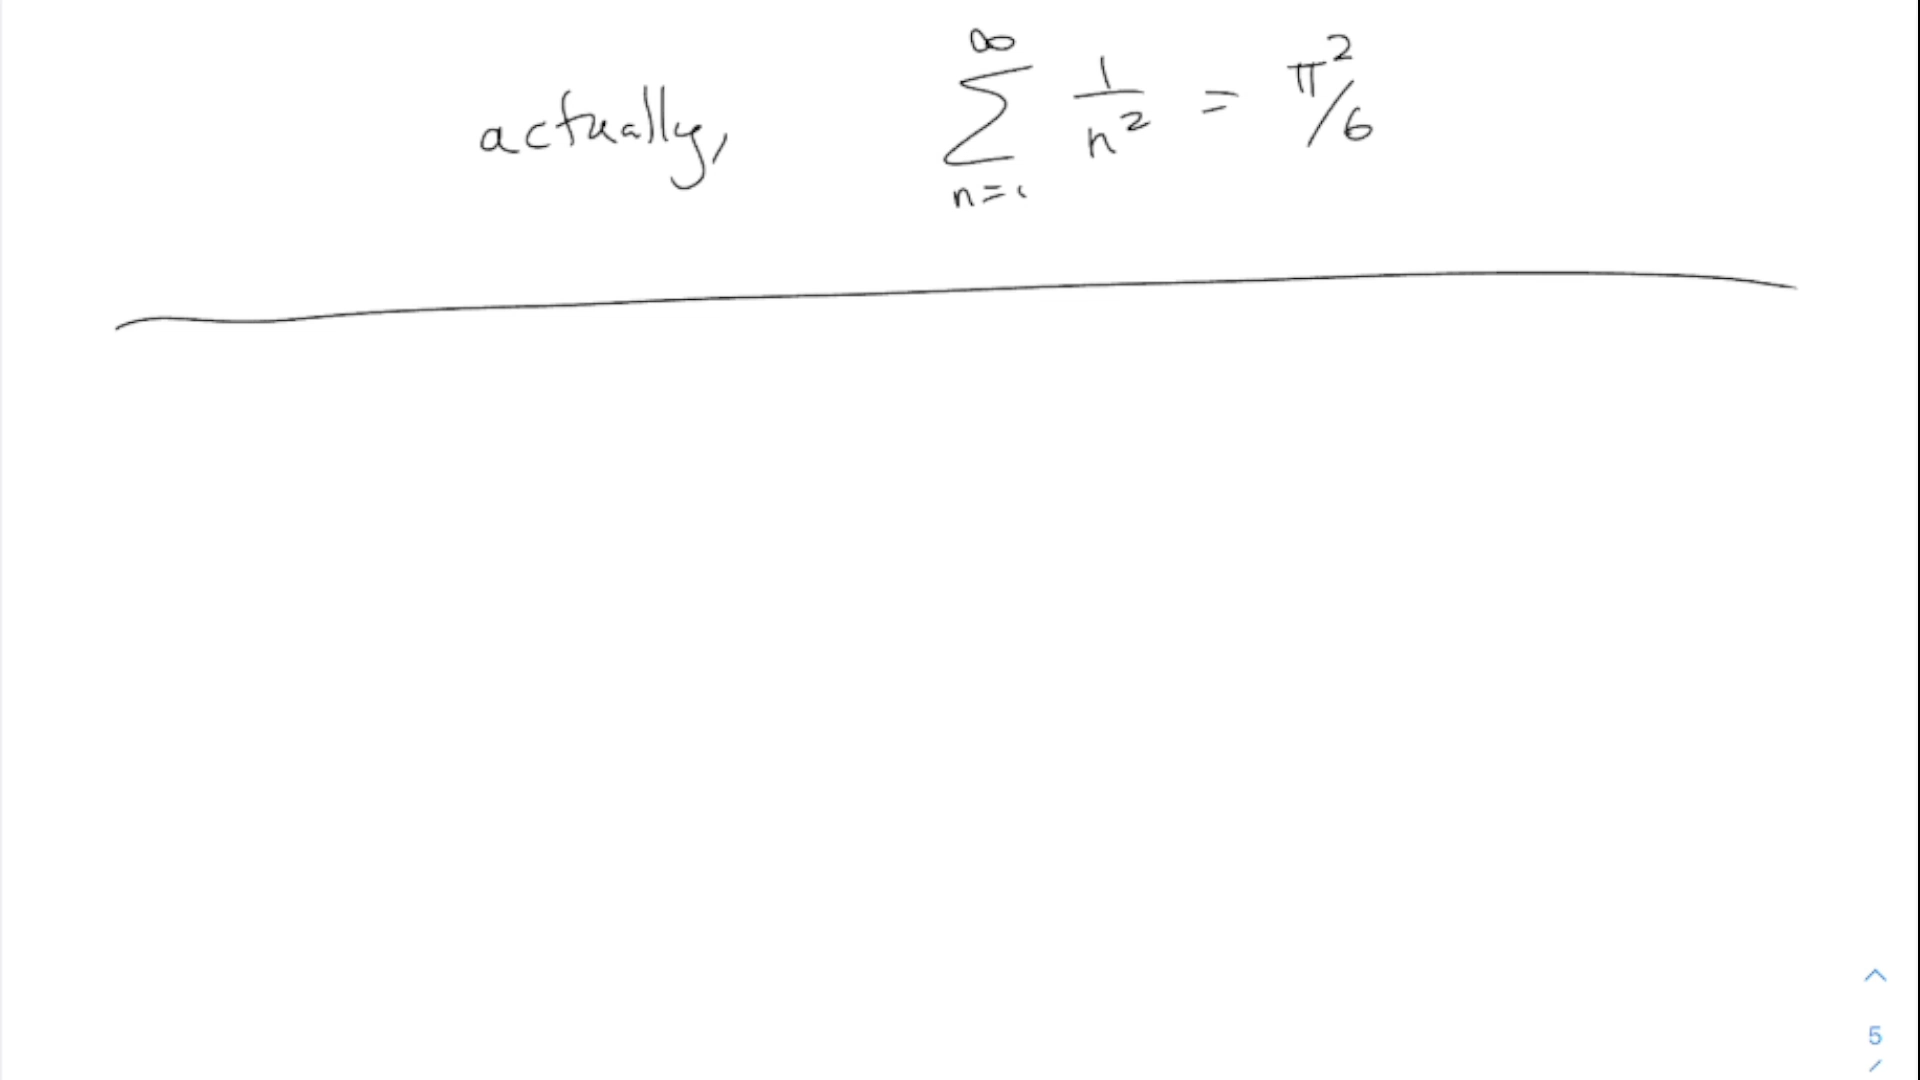 actually, ∑_{n=1}^{∞} 1/n² = π²/6
5